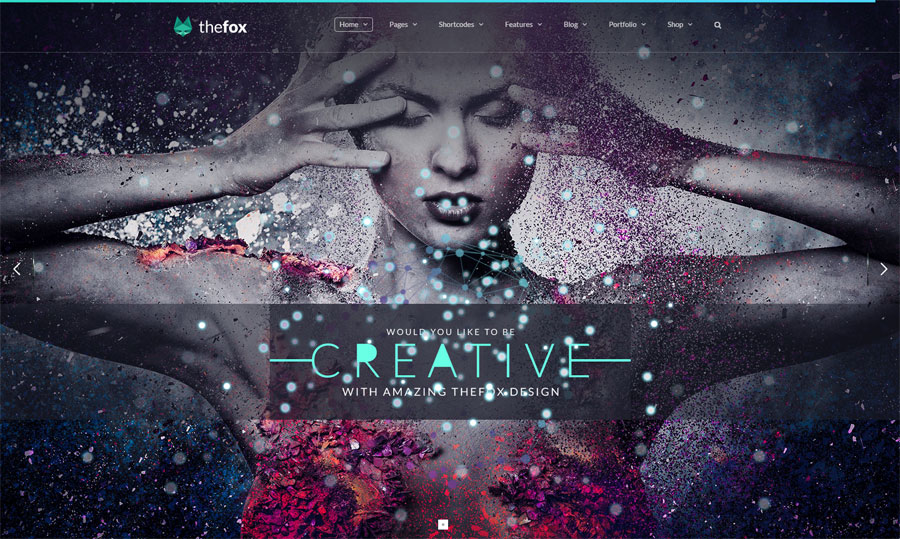 thefox
Home Pages Shortcodes Features Blog Portfolio Shop
WOULD YOU LIKE TO BE
CREATIVE
WITH AMAZING THEFOX DESIGN